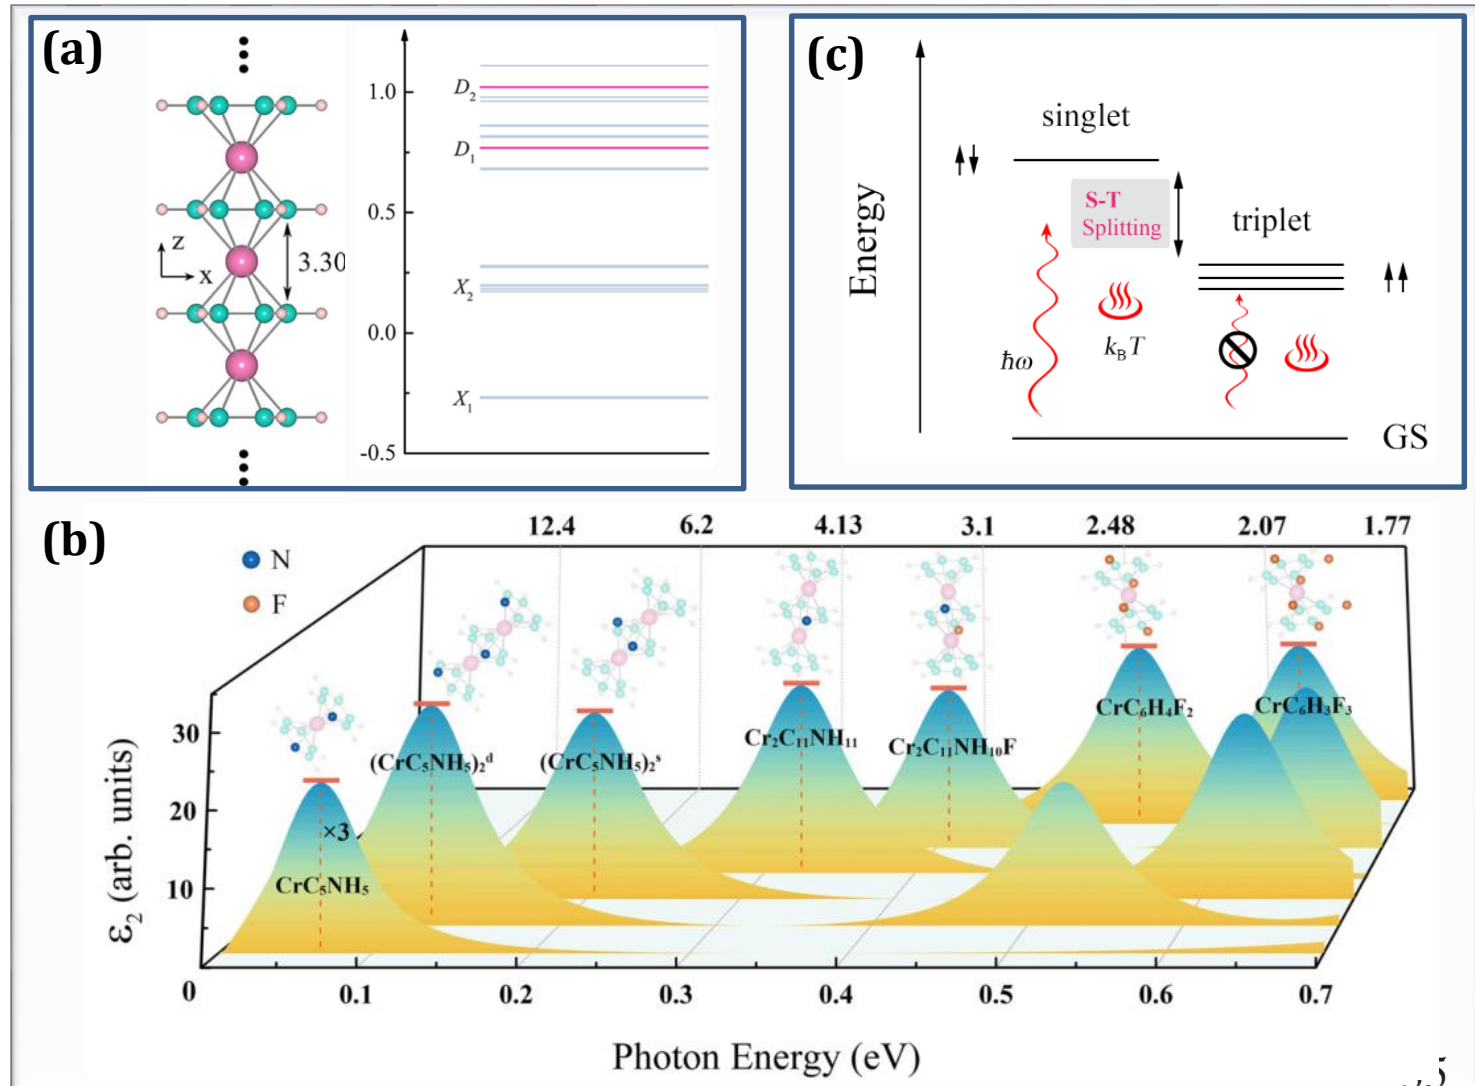 (a)
z
x
3.30
1.0
0.5
0.0
-0.5
D₂
D₁
X₂
X₁
(c)
Energy
singlet
S-T
Splitting
triplet
ħω
k_B T
GS
(b)
N
F
12.4 6.2 4.13 3.1 2.48 2.07 1.77
CrC₅NH₅
×3
(CrC₅NH₅)₂ᵈ
(CrC₅NH₅)₂ˢ
Cr₂C₁₁NH₁₁
Cr₂C₁₁NH₁₀F
CrC₆H₄F₂
CrC₆H₃F₃
30
20
10
ε₂ (arb. units)
0 0.1 0.2 0.3 0.4 0.5 0.6 0.7
Photon Energy (eV)